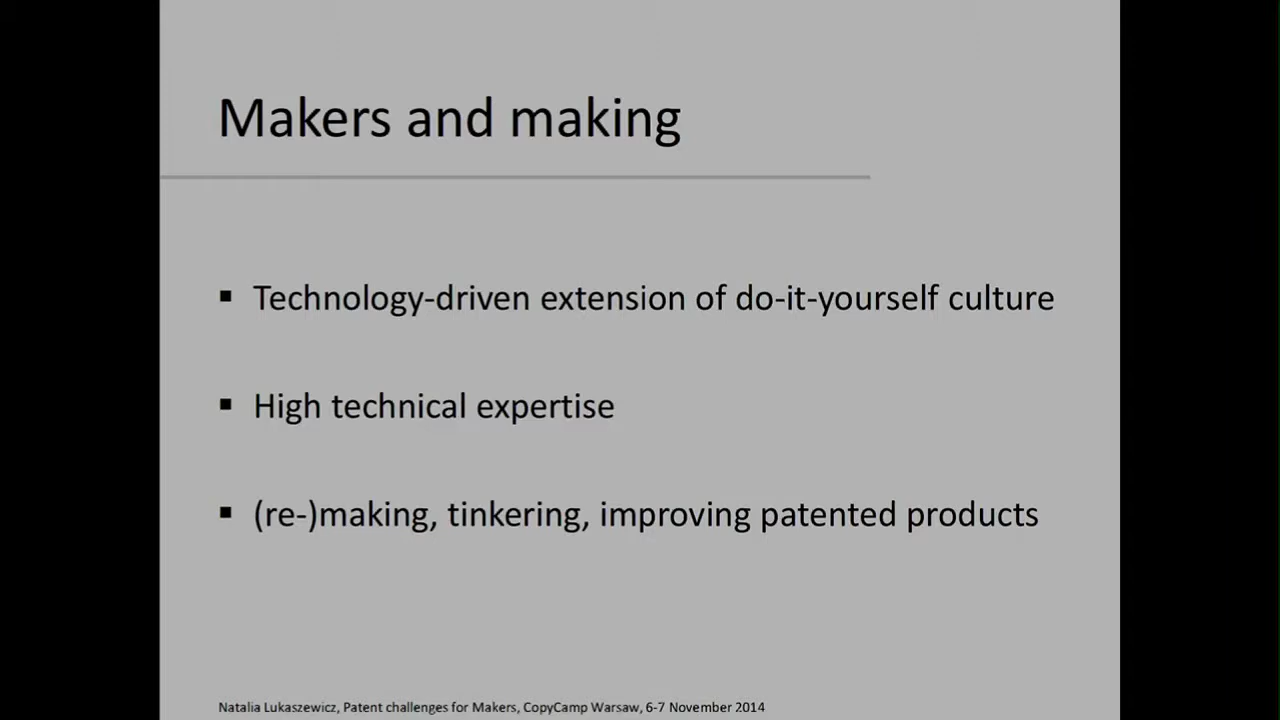 Makers and making
▪ Technology-driven extension of do-it-yourself culture
▪ High technical expertise
▪ (re-)making, tinkering, improving patented products
Natalia Lukaszewicz, Patent challenges for Makers, CopyCamp Warsaw, 6-7 November 2014